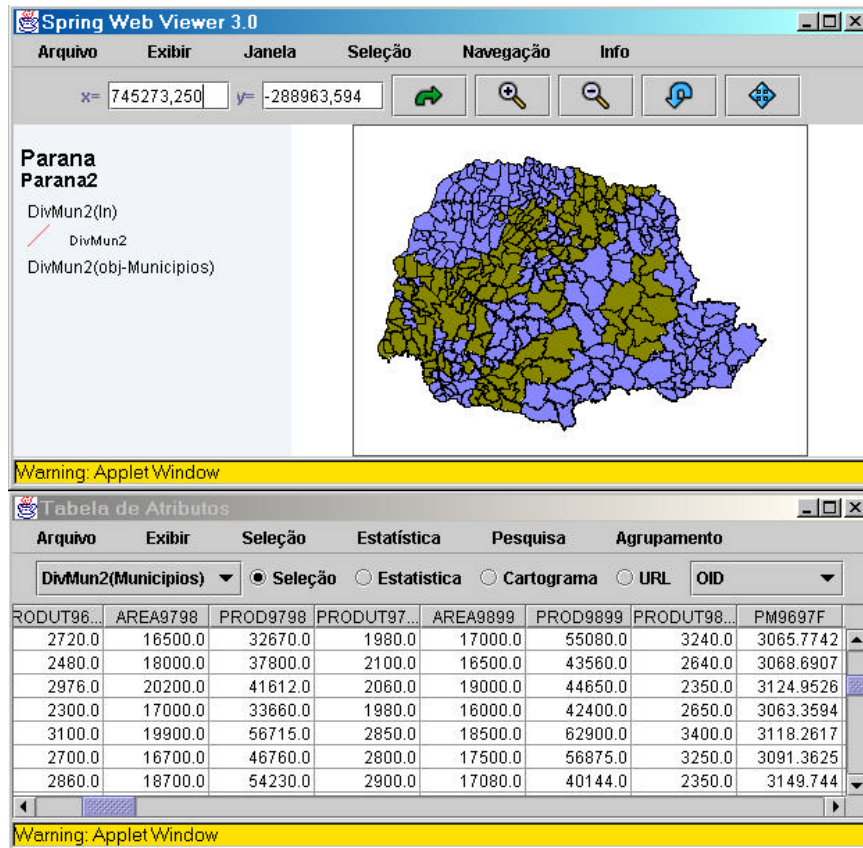 Spring Web Viewer 3.0
Arquivo Exibir Janela Seleção Navegação Info
x= 745273,250 y= -288963,594
Parana
Parana2
DivMun2(ln)
DivMun2
DivMun2(obj-Municipios)
Warning: Applet Window
Tabela de Atributos
Arquivo Exibir Seleção Estatística Pesquisa Agrupamento
DivMun2(Municipios) Seleção Estatistica Cartograma URL OID
RODUT96... AREA9798 PROD9798 PRODUT97... AREA9899 PROD9899 PRODUT98... PM9697F
2720.0 16500.0 32670.0 1980.0 17000.0 55080.0 3240.0 3065.7742
2480.0 18000.0 37800.0 2100.0 16500.0 43560.0 2640.0 3068.6907
2976.0 20200.0 41612.0 2060.0 19000.0 44650.0 2350.0 3124.9526
2300.0 17000.0 33660.0 1980.0 16000.0 42400.0 2650.0 3063.3594
3100.0 19900.0 56715.0 2850.0 18500.0 62900.0 3400.0 3118.2617
2700.0 16700.0 46760.0 2800.0 17500.0 56875.0 3250.0 3091.3625
2860.0 18700.0 54230.0 2900.0 17080.0 40144.0 2350.0 3149.744
Warning: Applet Window